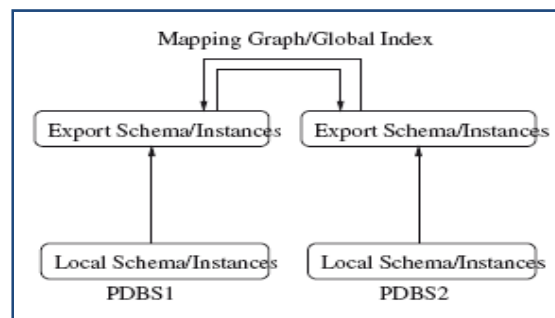 Mapping Graph/Global Index
Export Schema/Instances
Export Schema/Instances
Local Schema/Instances
Local Schema/Instances
PDBS1
PDBS2